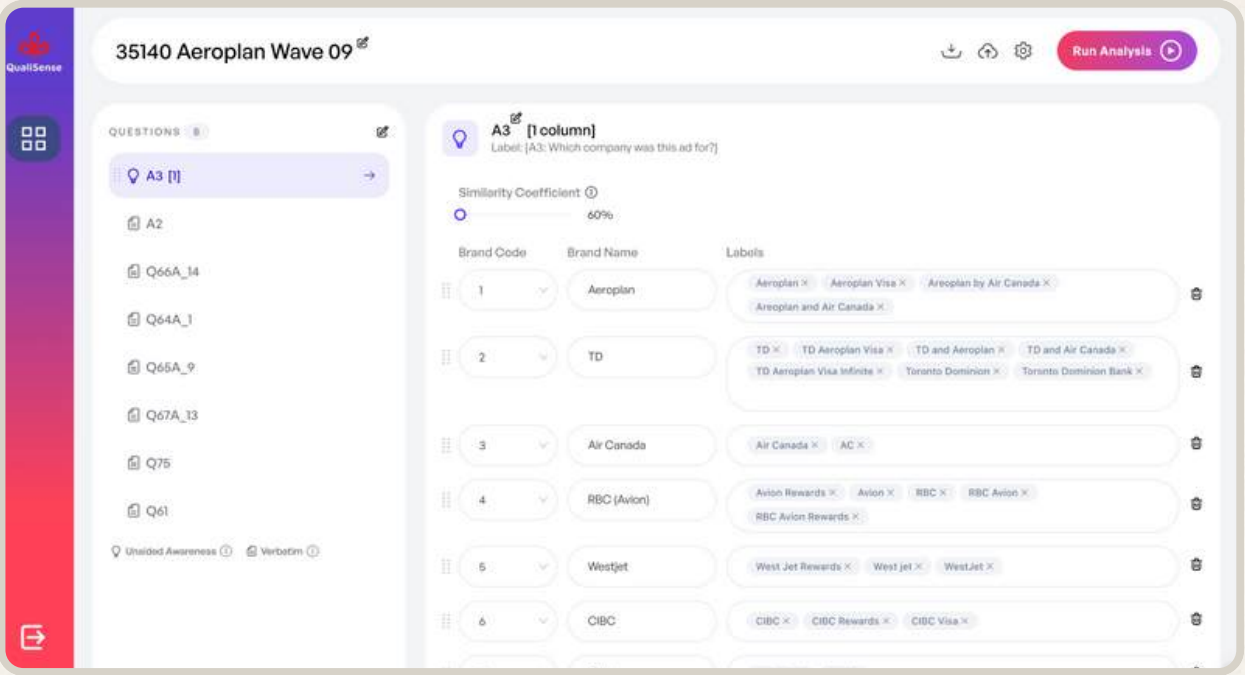 QualiSense
35140 Aeroplan Wave 09
Run Analysis
QUESTIONS 8
A3 [1]
A2
Q66A_14
Q64A_1
Q65A_9
Q67A_13
Q75
Q61
Unaided Awareness
Verbatim
A3 [1 column]
Label: [A3: Which company was this ad for?]
Similarity Coefficient
60%
Brand Code Brand Name Labels
1 Aeroplan Aeroplan × Aeroplan Visa × Areoplan by Air Canada ×
Areoplan and Air Canada ×
2 TD TD × TD Aeroplan Visa × TD and Aeroplan × TD and Air Canada ×
TD Aeroplan Visa Infinite × Toronto Dominion × Toronto Dominion Bank ×
3 Air Canada Air Canada × AC ×
4 RBC (Avion) Avion Rewards × Avion × RBC × RBC Avion ×
RBC Avion Rewards ×
5 Westjet West Jet Rewards × West jet × WestJet ×
6 CIBC CIBC × CIBC Rewards × CIBC Visa ×